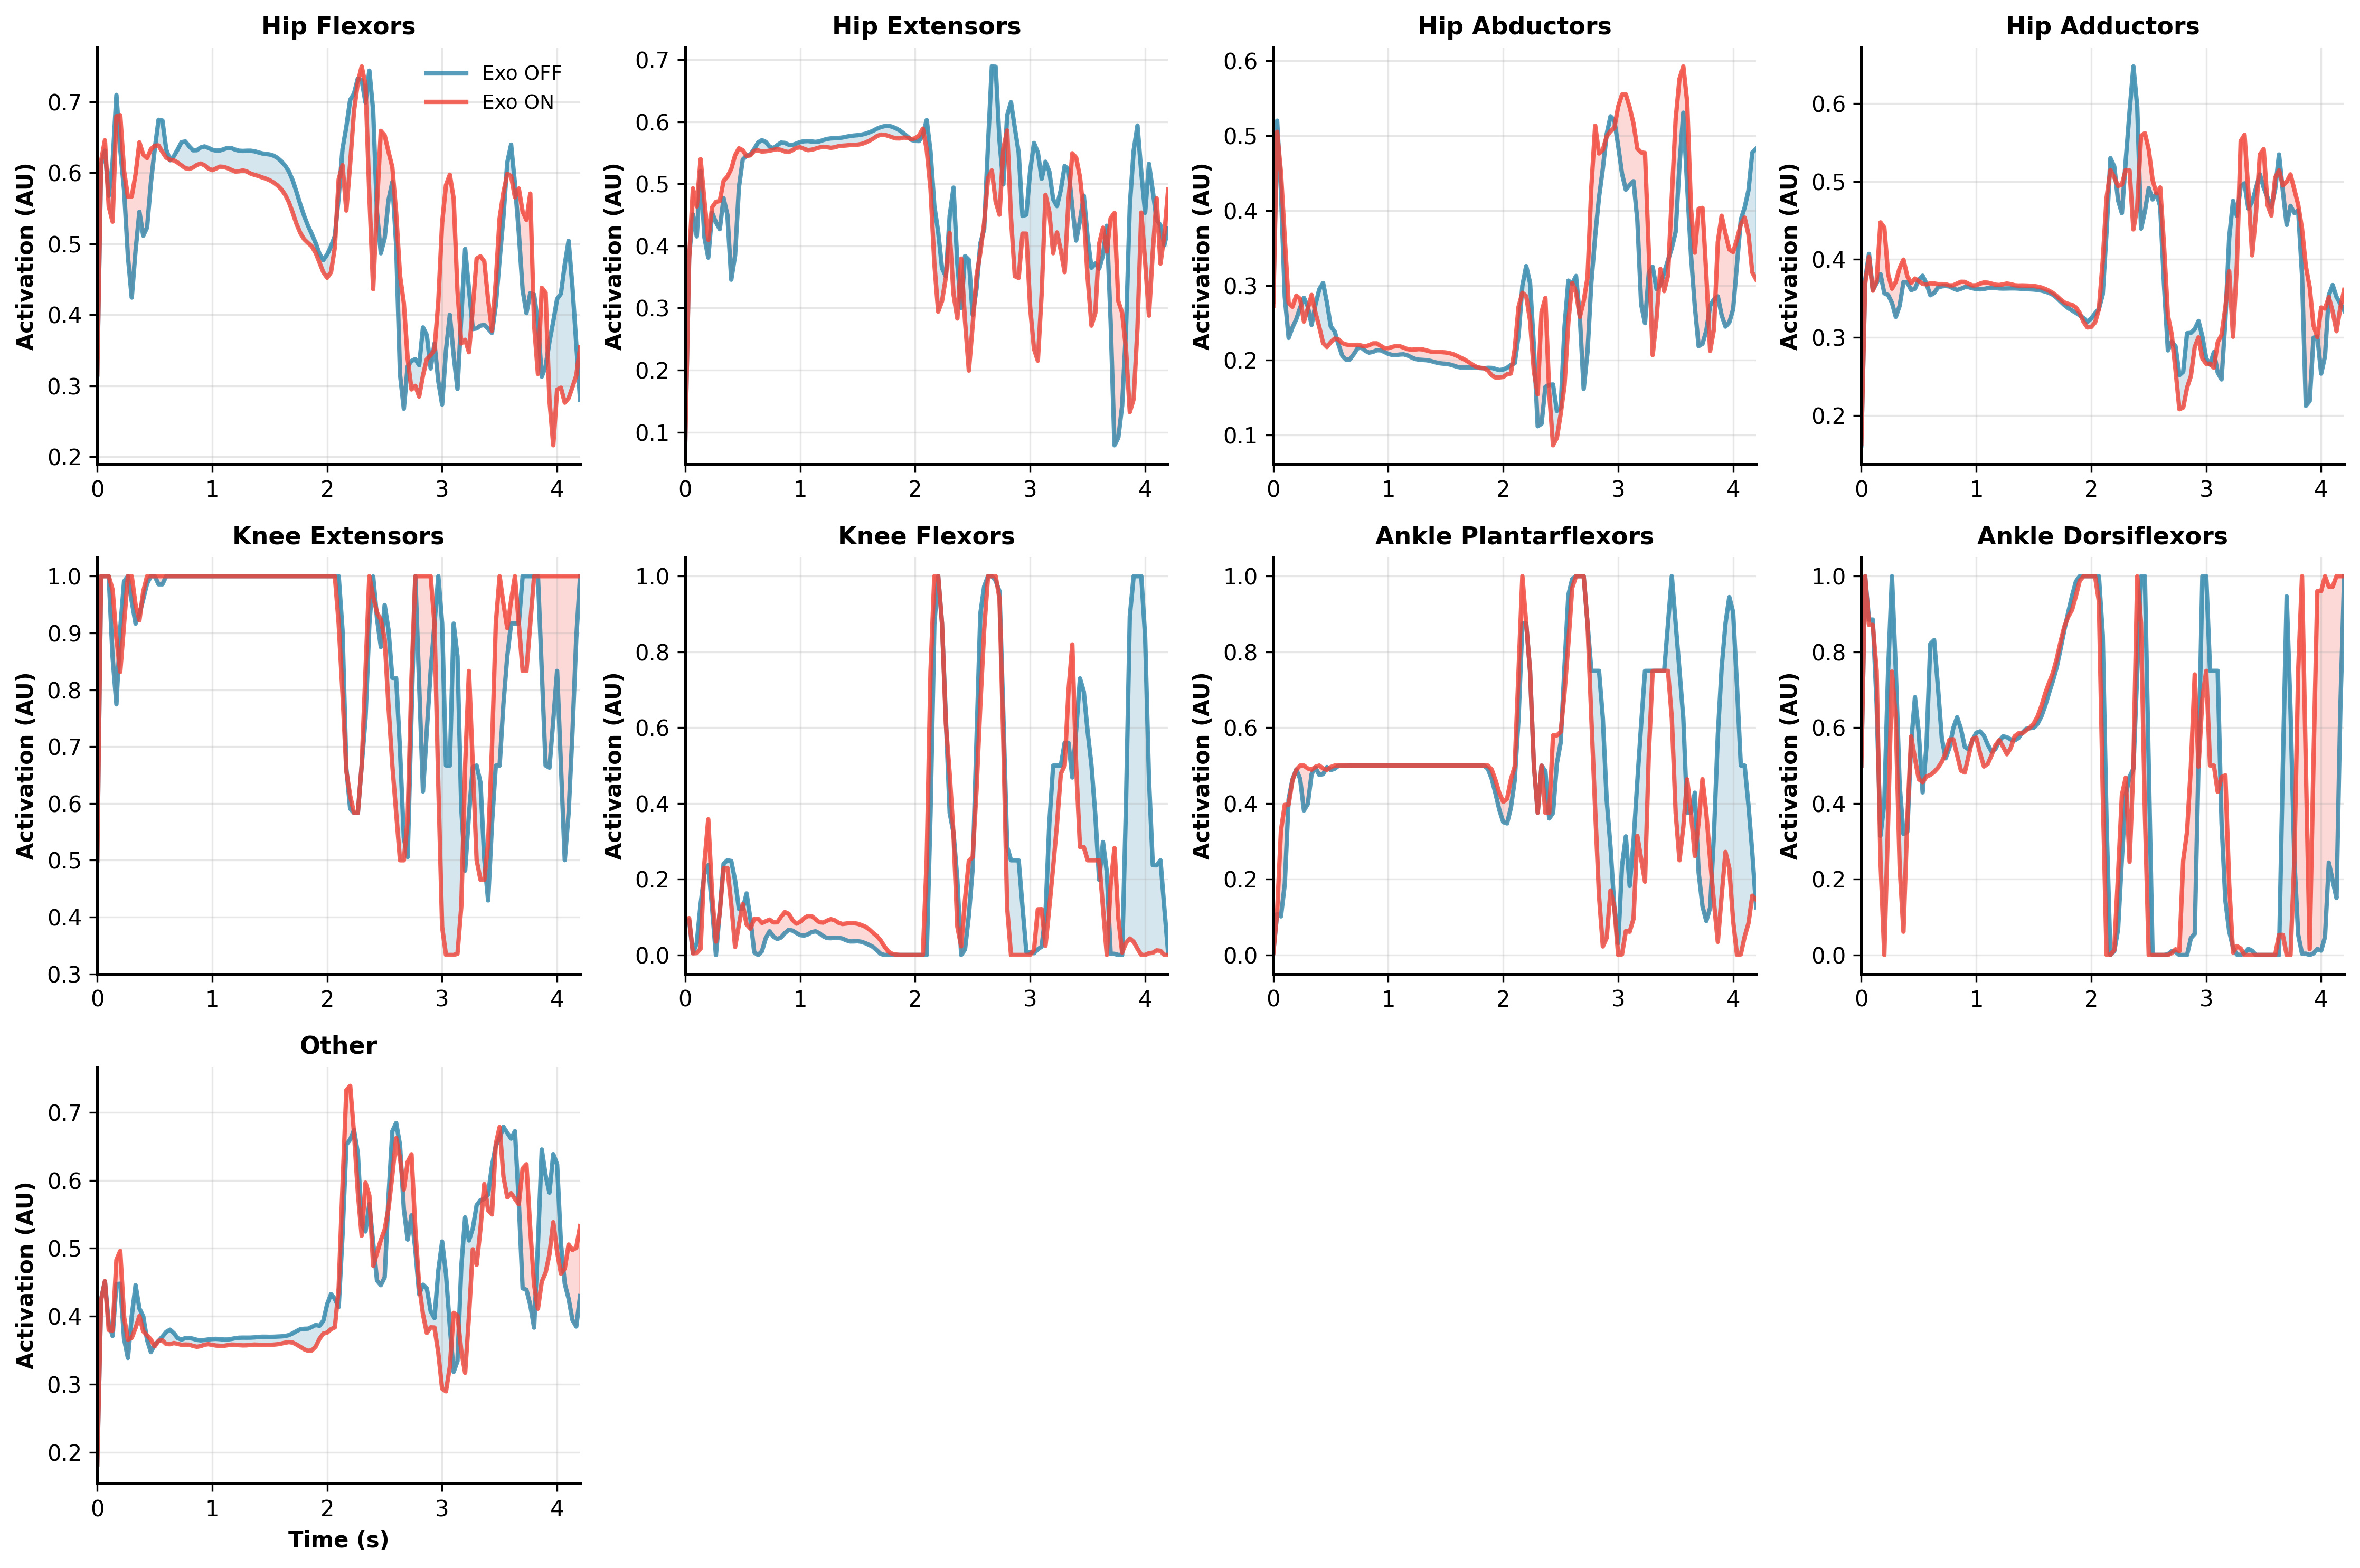 Hip Flexors
Activation (AU)
0.7
0.6
0.5
0.4
0.3
0.2
0 1 2 3 4
Exo OFF
Exo ON
Hip Extensors
Activation (AU)
0.7
0.6
0.5
0.4
0.3
0.2
0.1
0 1 2 3 4
Hip Abductors
Activation (AU)
0.6
0.5
0.4
0.3
0.2
0.1
0 1 2 3 4
Hip Adductors
Activation (AU)
0.6
0.5
0.4
0.3
0.2
0 1 2 3 4
Knee Extensors
Activation (AU)
1.0
0.9
0.8
0.7
0.6
0.5
0.4
0.3
0 1 2 3 4
Knee Flexors
Activation (AU)
1.0
0.8
0.6
0.4
0.2
0.0
0 1 2 3 4
Ankle Plantarflexors
Activation (AU)
1.0
0.8
0.6
0.4
0.2
0.0
0 1 2 3 4
Ankle Dorsiflexors
Activation (AU)
1.0
0.8
0.6
0.4
0.2
0.0
0 1 2 3 4
Other
Activation (AU)
0.7
0.6
0.5
0.4
0.3
0.2
0 1 2 3 4
Time (s)